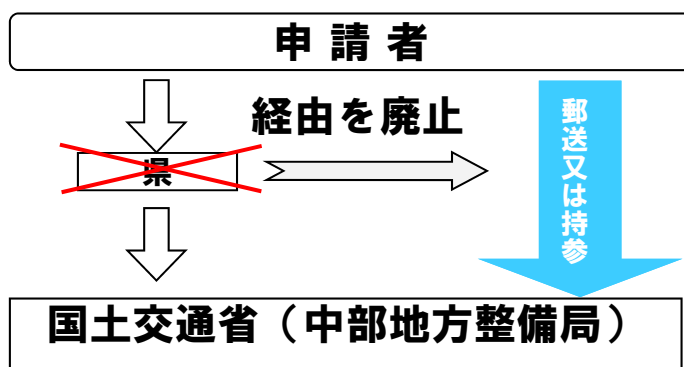 申請者
経由を廃止
県
郵送又は持参
国土交通省（中部地方整備局）